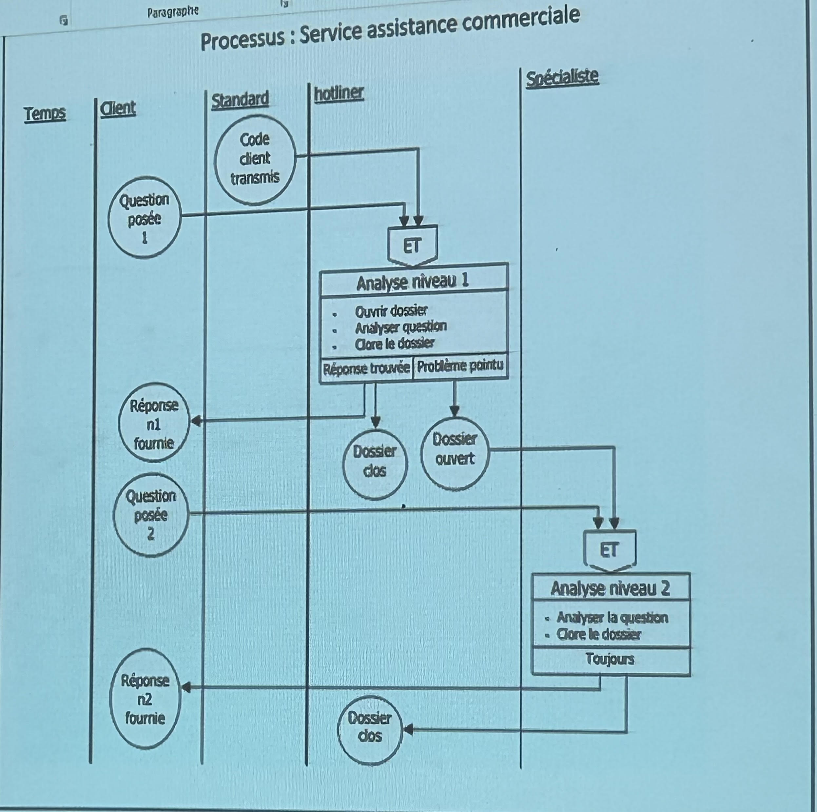 Paragraphe
Processus : Service assistance commerciale
Temps
Client
Standard
hotliner
Spécialiste
Code
client
transmis
Question
posée
1
ET
Analyse niveau 1
• Ouvrir dossier
• Analyser question
• Clore le dossier
Réponse trouvée
Problème pointu
Réponse
n1
fournie
Dossier
clos
Dossier
ouvert
Question
posée
2
ET
Analyse niveau 2
• Analyser la question
• Clore le dossier
Toujours
Réponse
n2
fournie
Dossier
clos